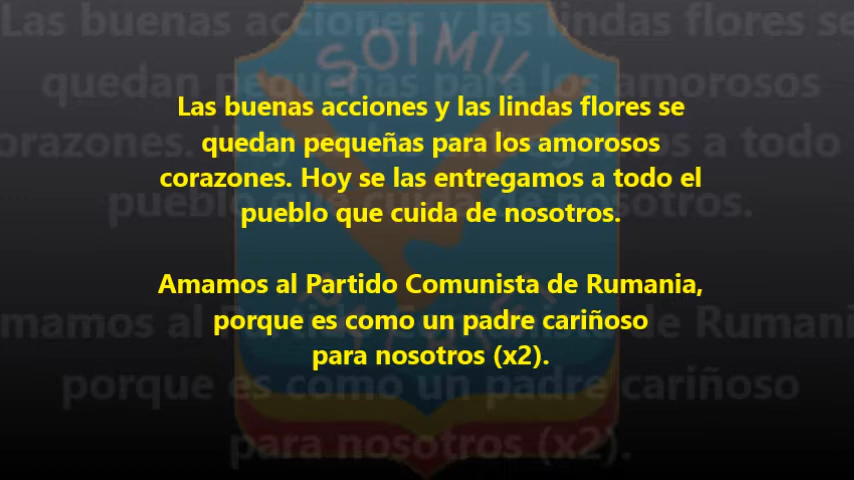 Las buenas acciones y las lindas flores se
quedan pequeñas para los amorosos
corazones. Hoy se las entregamos a todo el
pueblo que cuida de nosotros.
Amamos al Partido Comunista de Rumania,
porque es como un padre cariñoso
para nosotros (x2).
SOIMII